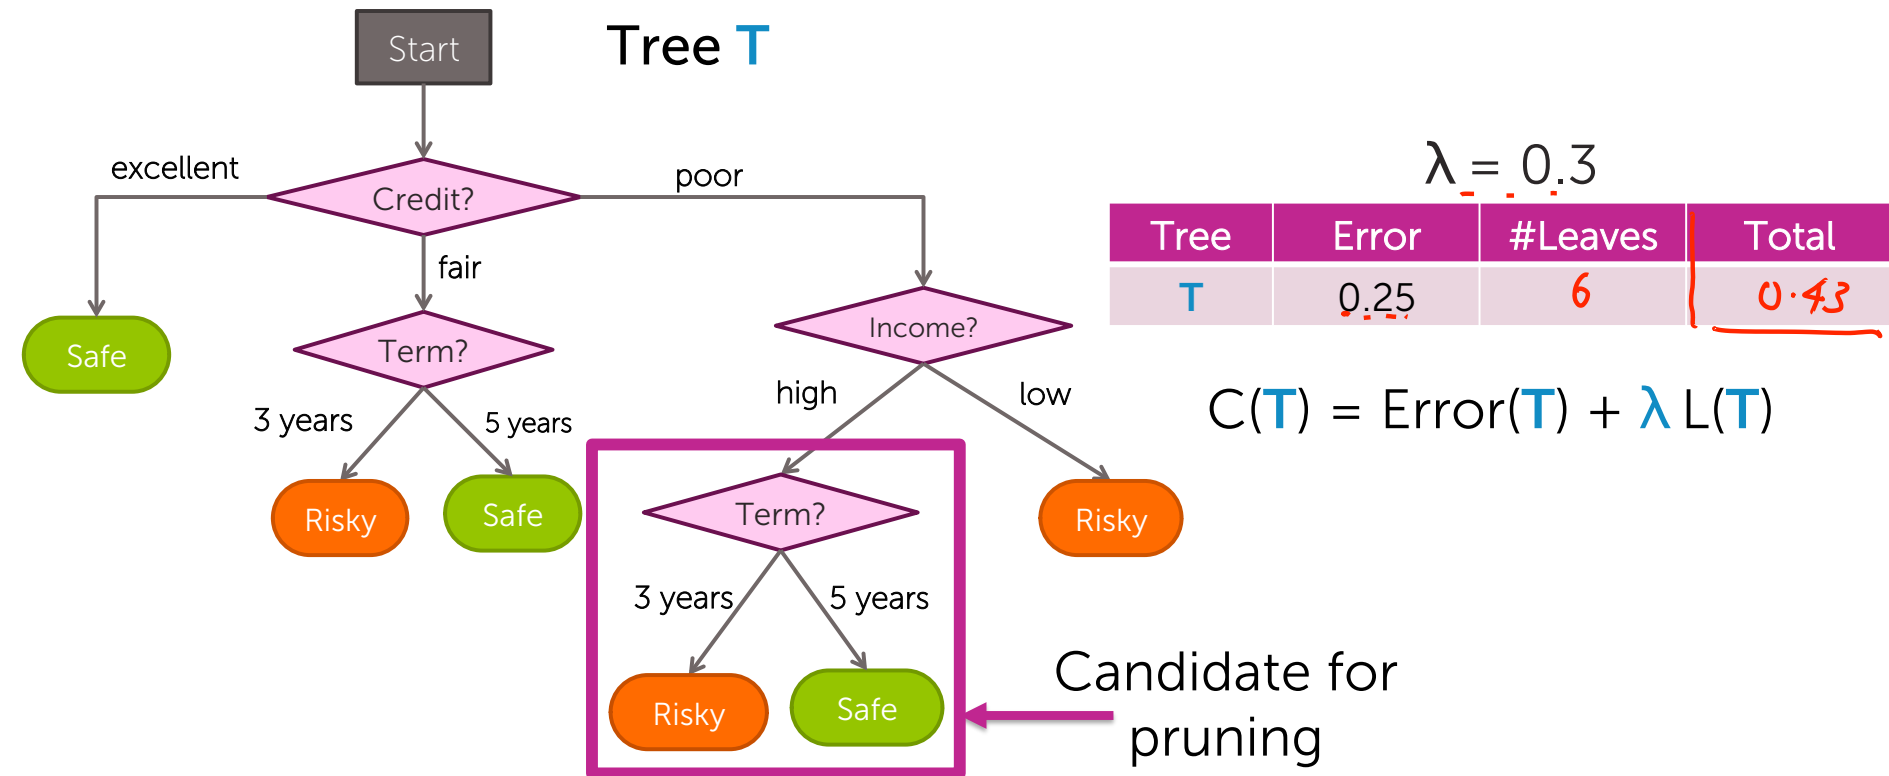 Start
Tree T
excellent
Credit?
poor
fair
Safe
Term?
Income?
3 years
5 years
high
low
Risky
Safe
Term?
Risky
3 years
5 years
Risky
Safe
Candidate for
pruning
λ = 0.3
Tree Error #Leaves Total
T 0.25 6 0.43
C(T) = Error(T) + λ L(T)